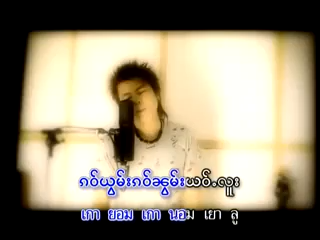 ၵဝ်ယွမ်းၵဝ်ၼွမ်းယဝ်ႉလူး
เกา ยอม เกา นอม เยา ลู